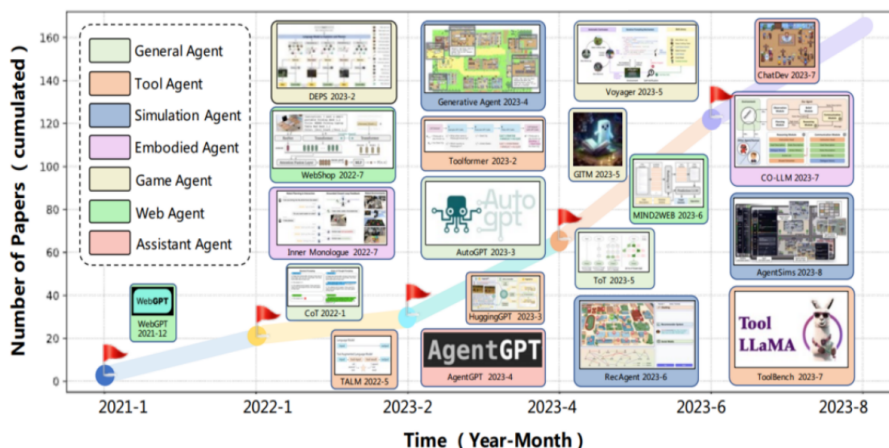 Number of Papers ( cumulated )
160
140
120
100
80
60
40
20
0
General Agent
Tool Agent
Simulation Agent
Embodied Agent
Game Agent
Web Agent
Assistant Agent
WebGPT
WebGPT
2021-12
DEPS 2023-2
WebShop 2022-7
Inner Monologue 2022-7
CoT 2022-1
TALM 2022-5
Generative Agent 2023-4
Toolformer 2023-2
Auto
gpt
AutoGPT 2023-3
HuggingGPT 2023-3
AgentGPT
AgentGPT 2023-4
Voyager 2023-5
GITM 2023-5
MIND2WEB 2023-6
ToT 2023-5
RecAgent 2023-6
ChatDev 2023-7
CO-LLM 2023-7
AgentSims 2023-8
Tool
LLaMA
ToolBench 2023-7
2021-1
2022-1
2023-2
2023-4
2023-6
2023-8
Time ( Year-Month )